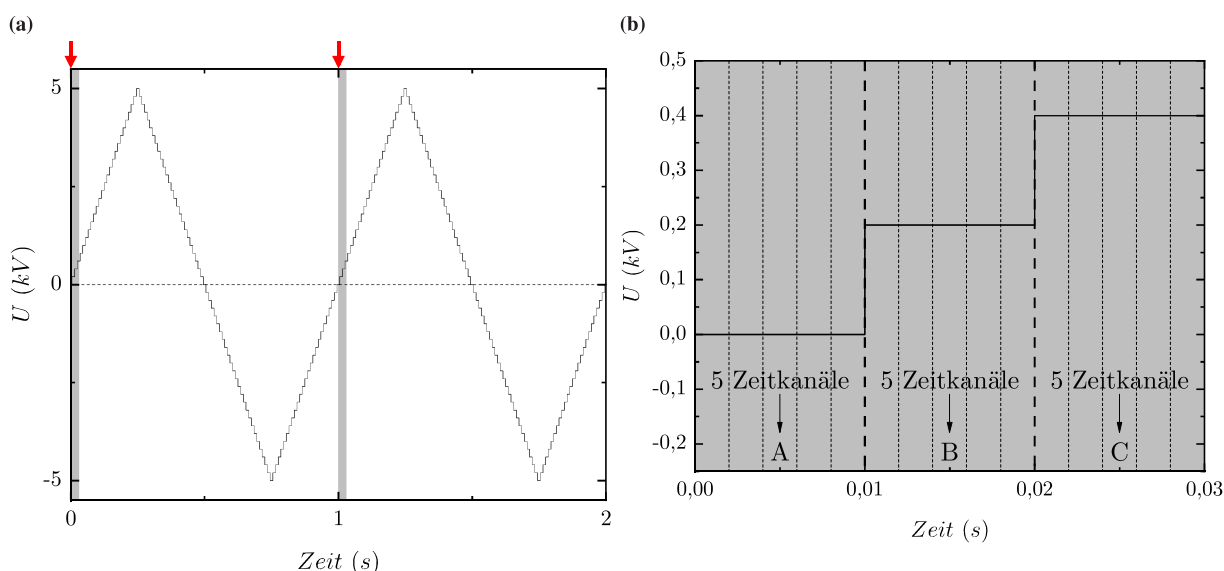 (a)
5
0
-5
U (kV)
0
1
2
Zeit (s)
(b)
0,5
0,4
0,3
0,2
0,1
0,0
-0,1
-0,2
U (kV)
5 Zeitkanäle
5 Zeitkanäle
5 Zeitkanäle
A
B
C
0,00
0,01
0,02
0,03
Zeit (s)